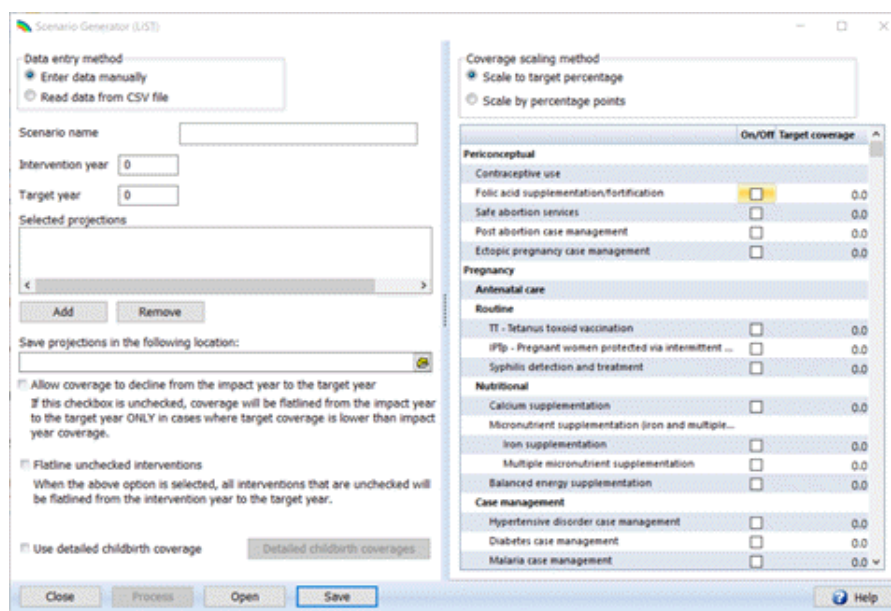 Scenario Generator (LiST)
Data entry method
Enter data manually
Read data from CSV file
Scenario name
Intervention year 0
Target year 0
Selected projections
Add Remove
Save projections in the following location:
Allow coverage to decline from the impact year to the target year
If this checkbox is unchecked, coverage will be flatlined from the impact year
to the target year ONLY in cases where target coverage is lower than impact
year coverage.
Flatline unchecked interventions
When the above option is selected, all interventions that are unchecked will
be flatlined from the intervention year to the target year.
Use detailed childbirth coverage Detailed childbirth coverages
Coverage scaling method
Scale to target percentage
Scale by percentage points
On/Off Target coverage
Periconceptual
Contraceptive use
Folic acid supplementation/fortification 0.0
Safe abortion services 0.0
Post abortion case management 0.0
Ectopic pregnancy case management 0.0
Pregnancy
Antenatal care
Routine
TT - Tetanus toxoid vaccination 0.0
IPTp - Pregnant women protected via intermittent ... 0.0
Syphilis detection and treatment 0.0
Nutritional
Calcium supplementation 0.0
Micronutrient supplementation (iron and multiple...
Iron supplementation 0.0
Multiple micronutrient supplementation 0.0
Balanced energy supplementation 0.0
Case management
Hypertensive disorder case management 0.0
Diabetes case management 0.0
Malaria case management 0.0
Close Process Open Save Help